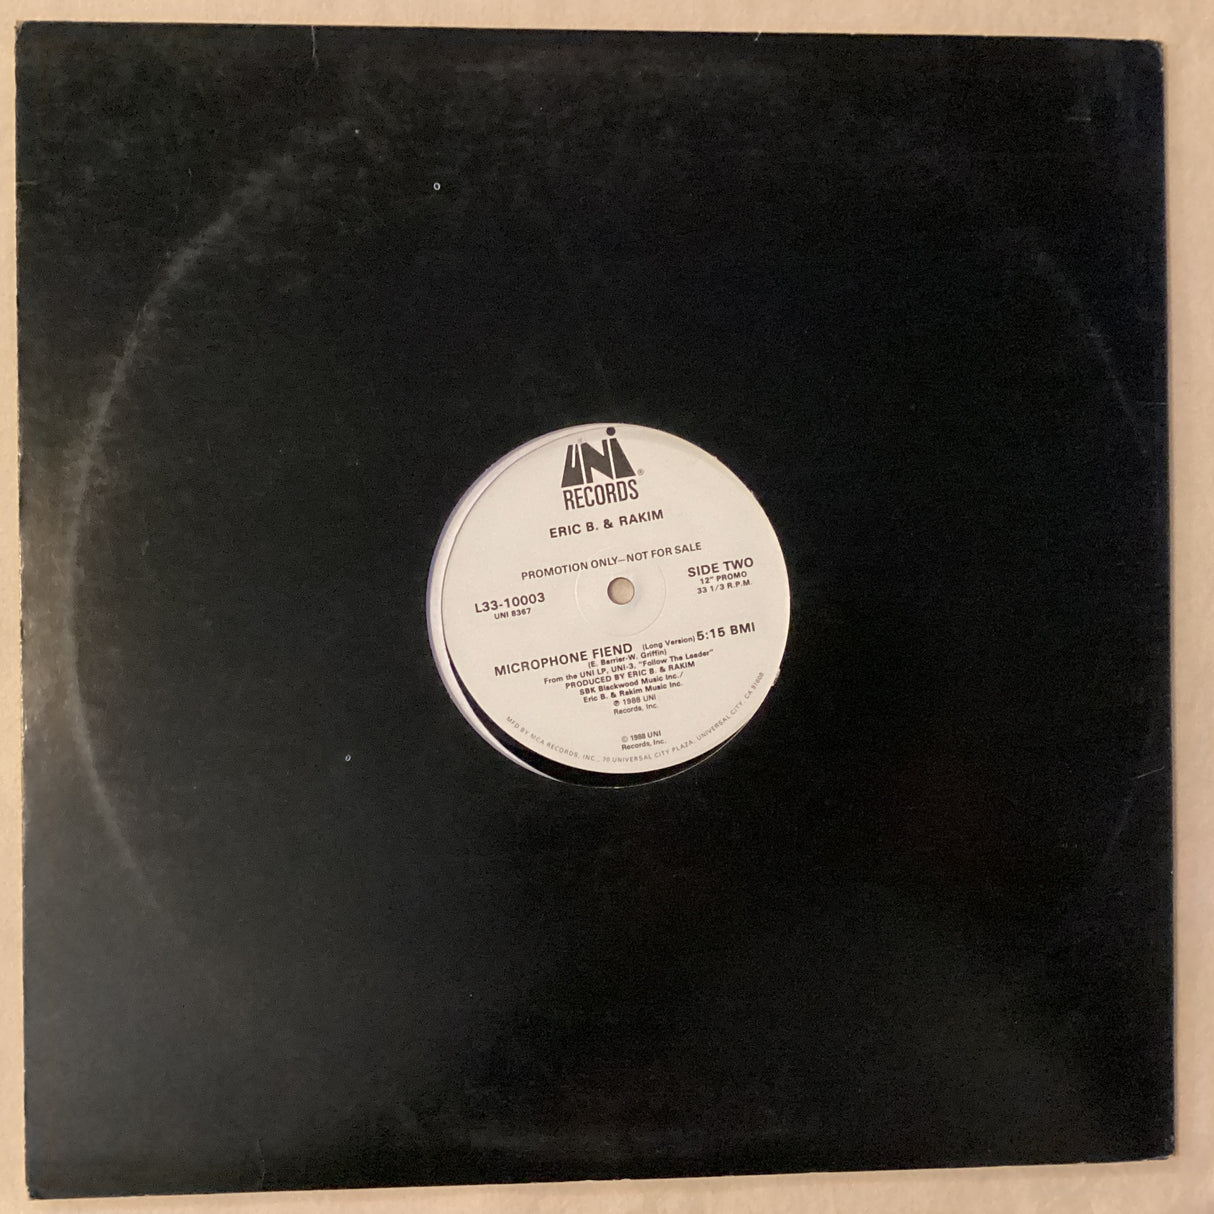 UNI®
RECORDS
ERIC B. & RAKIM
PROMOTION ONLY—NOT FOR SALE
L33-10003
UNI 8367
SIDE TWO
12" PROMO
33 1/3 R.P.M.
MICROPHONE FIEND (Long Version) 5:15 BMI
(E. Barrier-W. Griffin)
From the UNI LP, UNI-3, "Follow The Leader"
PRODUCED BY ERIC B. & RAKIM
SBK Blackwood Music Inc./
Eric B. & Rakim Music Inc.
℗ 1988 UNI
Records, Inc.
© 1988 UNI
Records, Inc.
MFD BY MCA RECORDS, INC., 70 UNIVERSAL CITY PLAZA, UNIVERSAL CITY, CA 91608